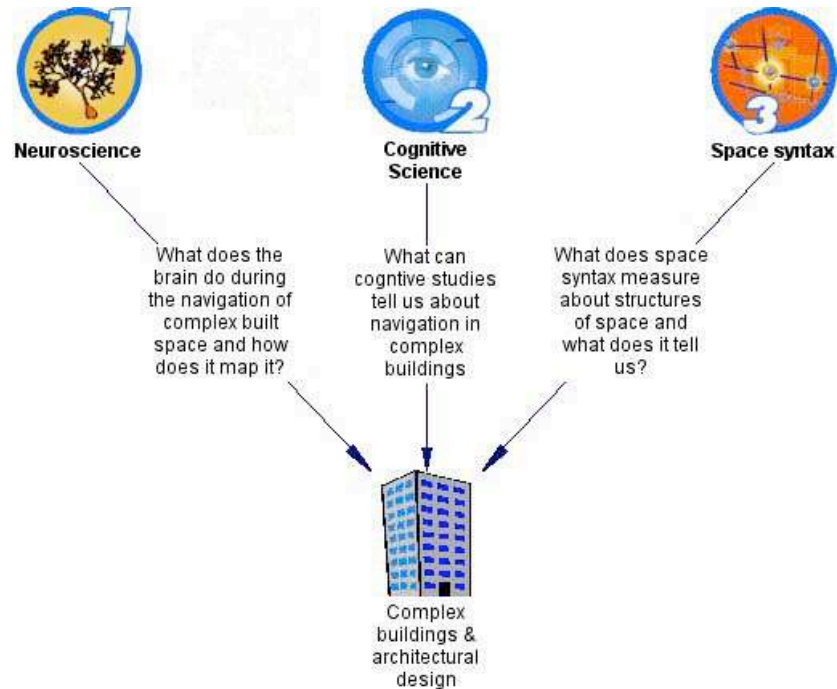 1
Neuroscience
2
Cognitive
Science
3
Space syntax
What does the
brain do during
the navigation of
complex built
space and how
does it map it?
What can
cogntive studies
tell us about
navigation in
complex
buildings
What does space
syntax measure
about structures
of space and
what does it tell
us?
Complex
buildings &
architectural
design